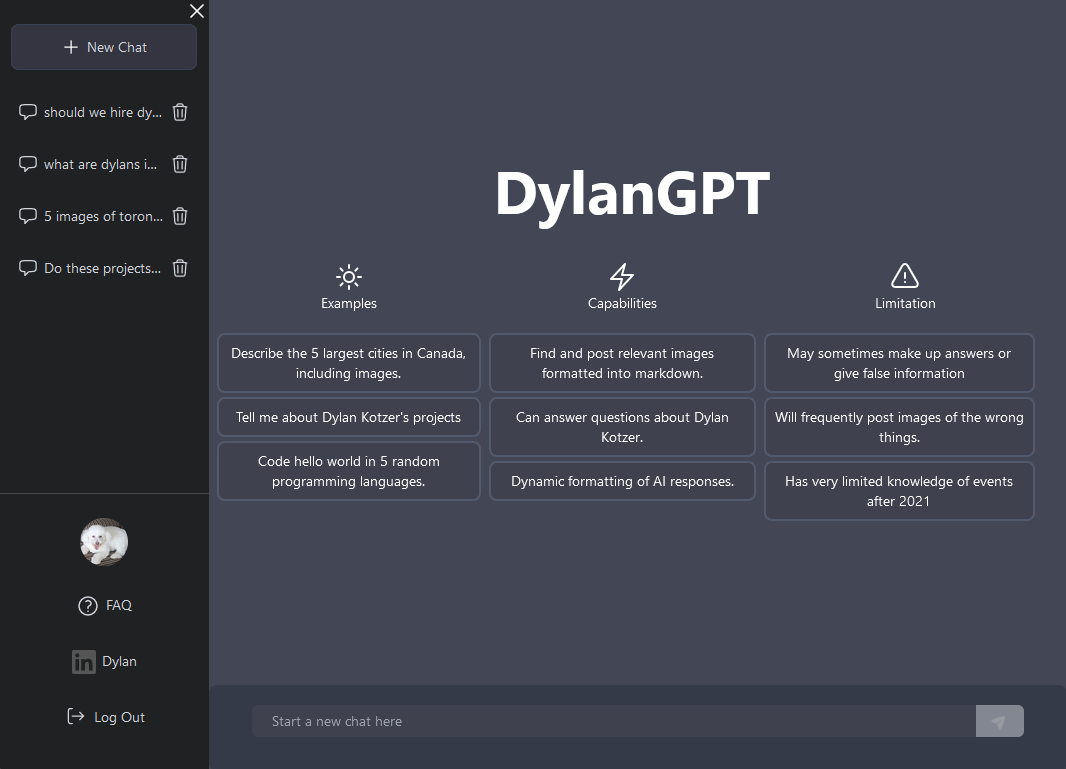 New Chat
should we hire dy...
what are dylans i...
5 images of toron...
Do these projects...
FAQ
in Dylan
Log Out
DylanGPT
Examples
Describe the 5 largest cities in Canada,
including images.
Tell me about Dylan Kotzer's projects
Code hello world in 5 random
programming languages.
Capabilities
Find and post relevant images
formatted into markdown.
Can answer questions about Dylan
Kotzer.
Dynamic formatting of AI responses.
Limitation
May sometimes make up answers or
give false information
Will frequently post images of the wrong
things.
Has very limited knowledge of events
after 2021
Start a new chat here